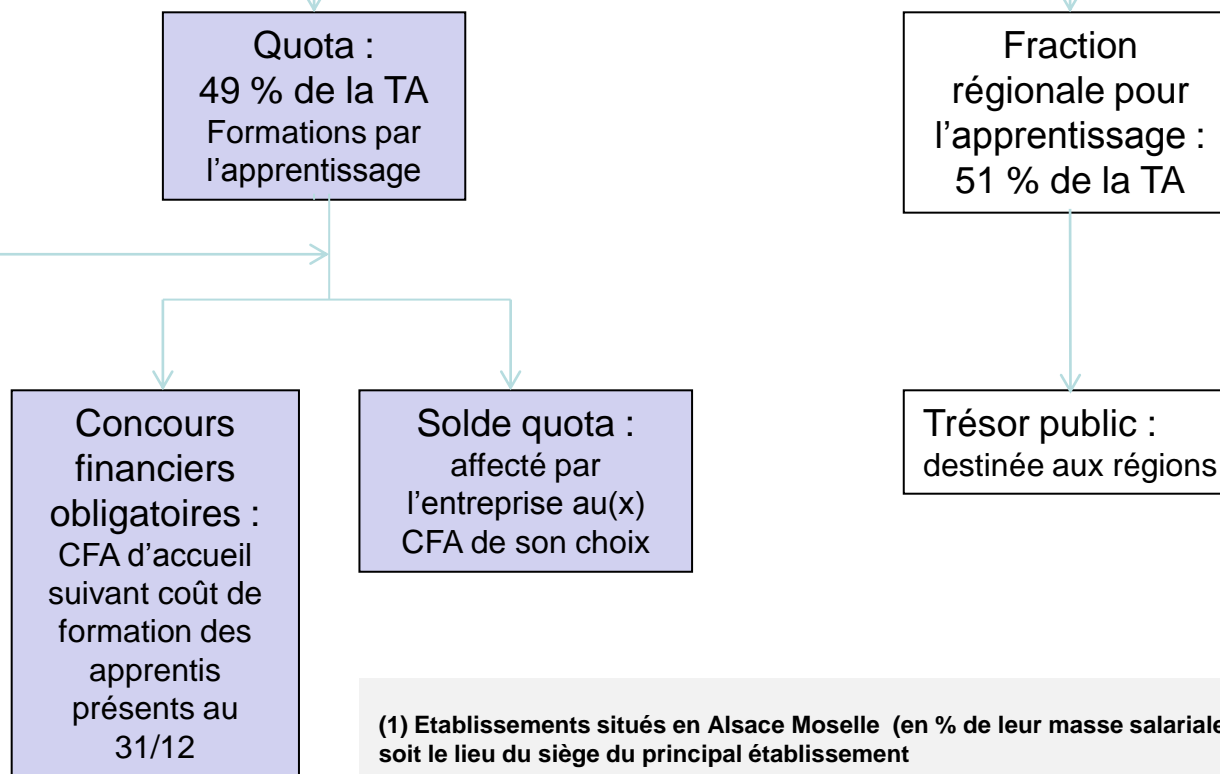 Quota :
49 % de la TA
Formations par
l’apprentissage
Fraction
régionale pour
l’apprentissage :
51 % de la TA
Concours
financiers
obligatoires :
CFA d’accueil
suivant coût de
formation des
apprentis
présents au
31/12
Solde quota :
affecté par
l’entreprise au(x)
CFA de son choix
Trésor public :
destinée aux régions
(1) Etablissements situés en Alsace Moselle (en % de leur masse salariale
soit le lieu du siège du principal établissement